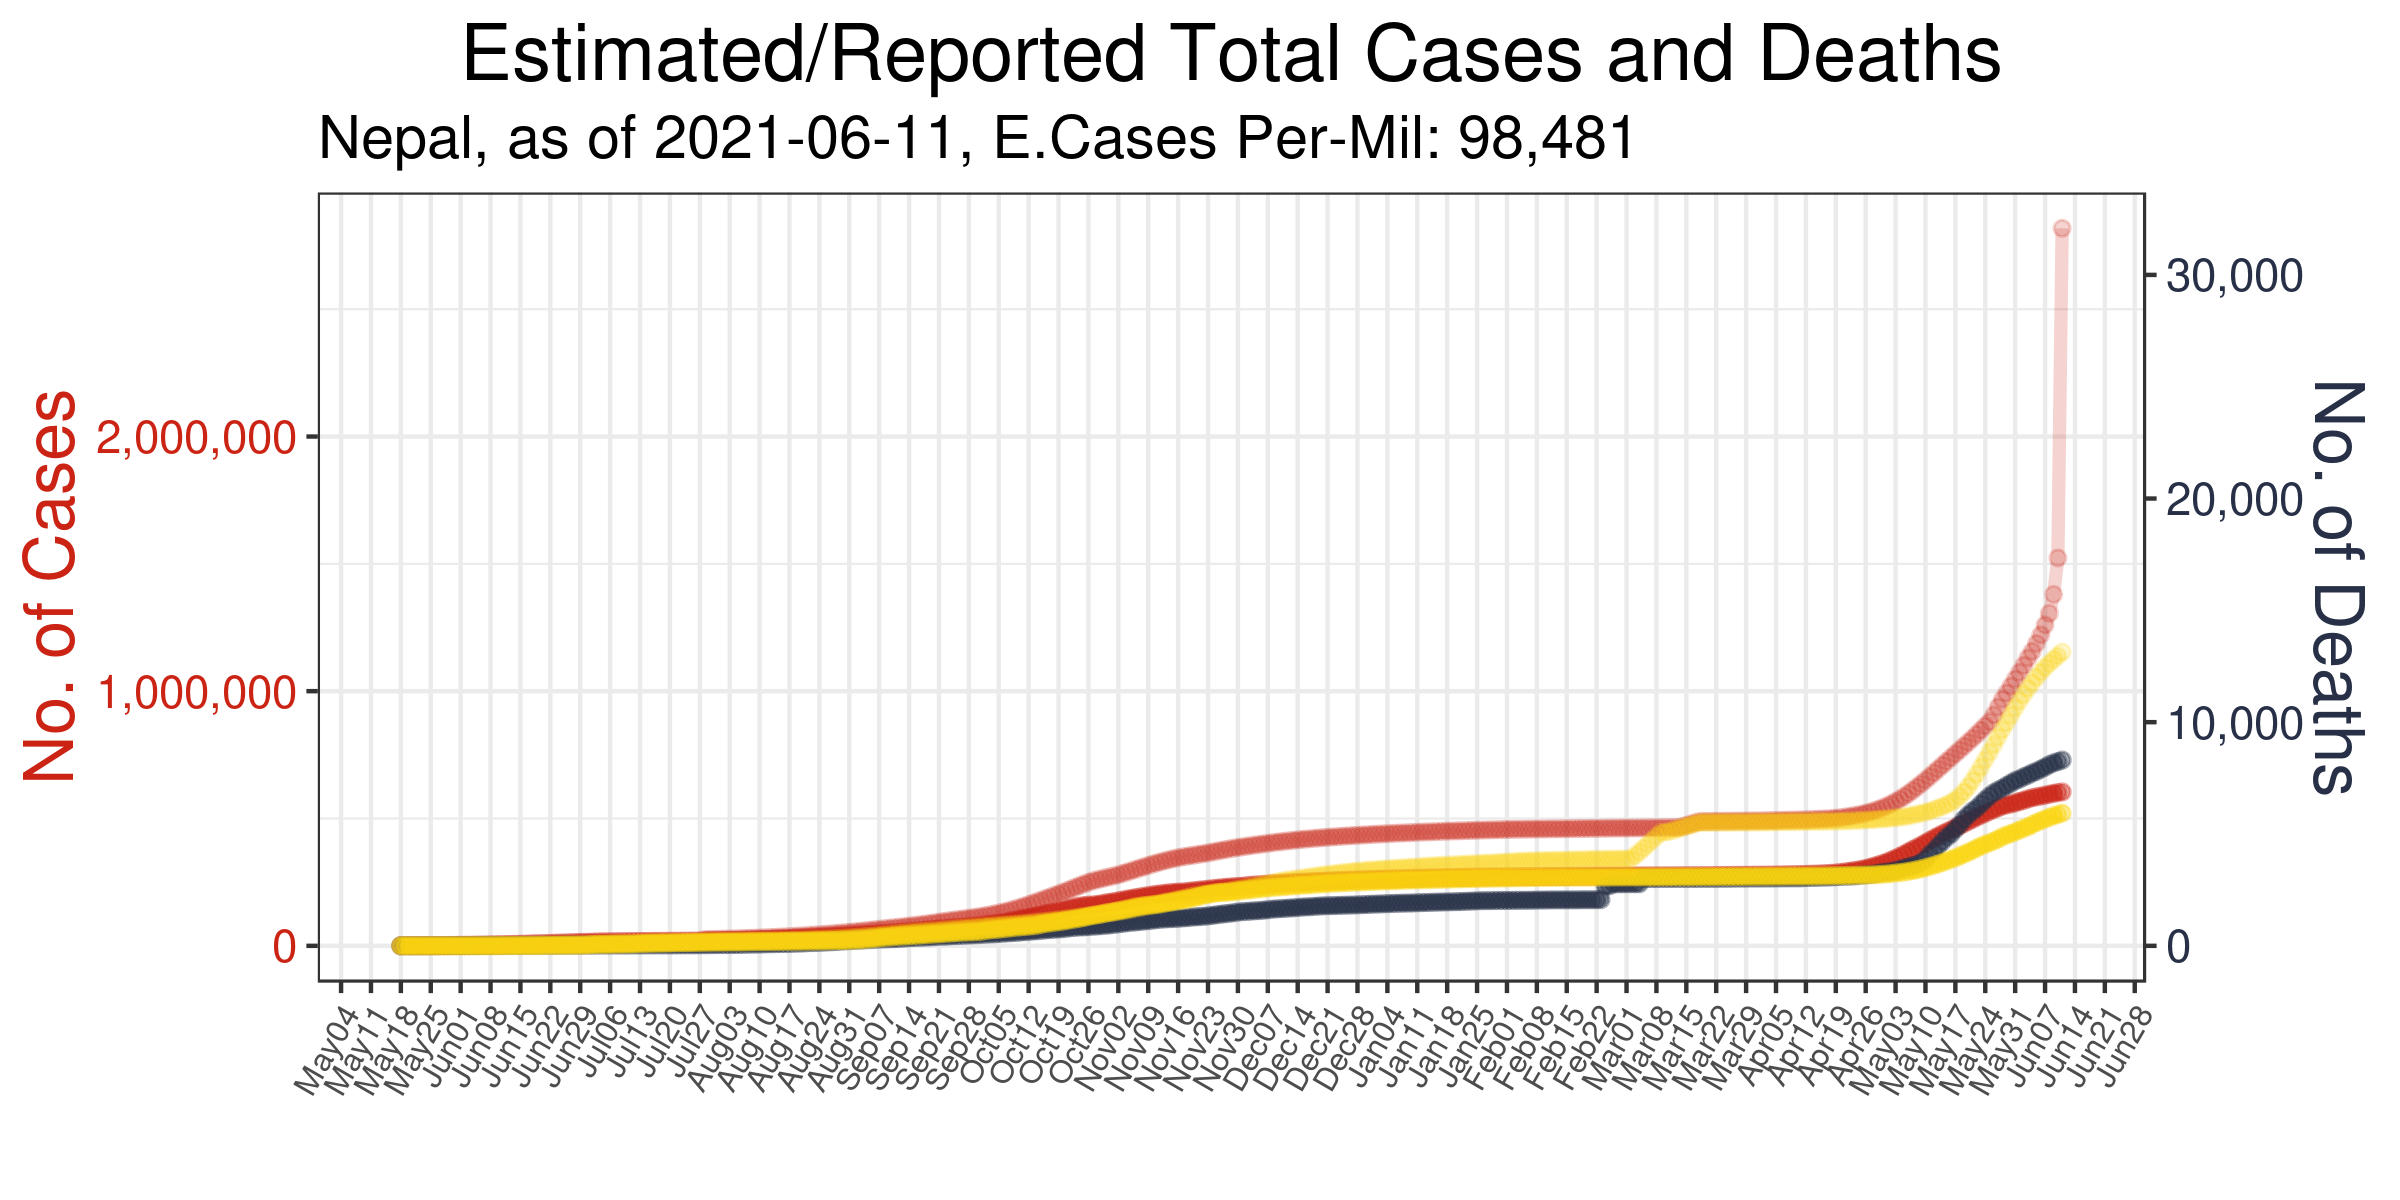 Estimated/Reported Total Cases and Deaths
Nepal, as of 2021-06-11, E.Cases Per-Mil: 98,481
No. of Cases
2,000,000
1,000,000
0
30,000
20,000
10,000
0
No. of Deaths
May04
May11
May18
May25
Jun01
Jun08
Jun15
Jun22
Jun29
Jul06
Jul13
Jul20
Jul27
Aug03
Aug10
Aug17
Aug24
Aug31
Sep07
Sep14
Sep21
Sep28
Oct05
Oct12
Oct19
Oct26
Nov02
Nov09
Nov16
Nov23
Nov30
Dec07
Dec14
Dec21
Dec28
Jan04
Jan11
Jan18
Jan25
Feb01
Feb08
Feb15
Feb22
Mar01
Mar08
Mar15
Mar22
Mar29
Apr05
Apr12
Apr19
Apr26
May03
May10
May17
May24
May31
Jun07
Jun14
Jun21
Jun28